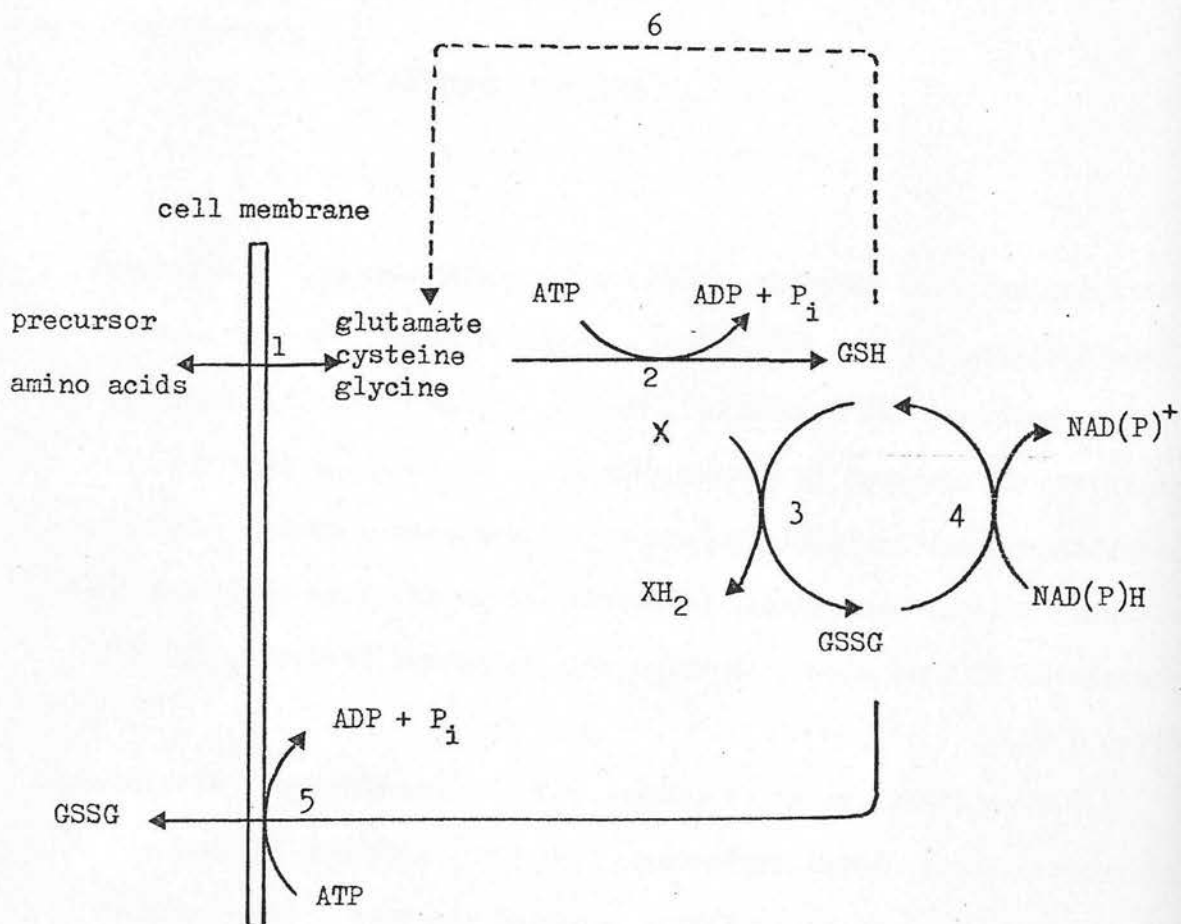 6
cell membrane
precursor
amino acids
1
glutamate
cysteine
glycine
ATP
ADP + Pi
2
GSH
X
XH2
3
4
NAD(P)+
NAD(P)H
GSSG
ADP + Pi
5
GSSG
ATP